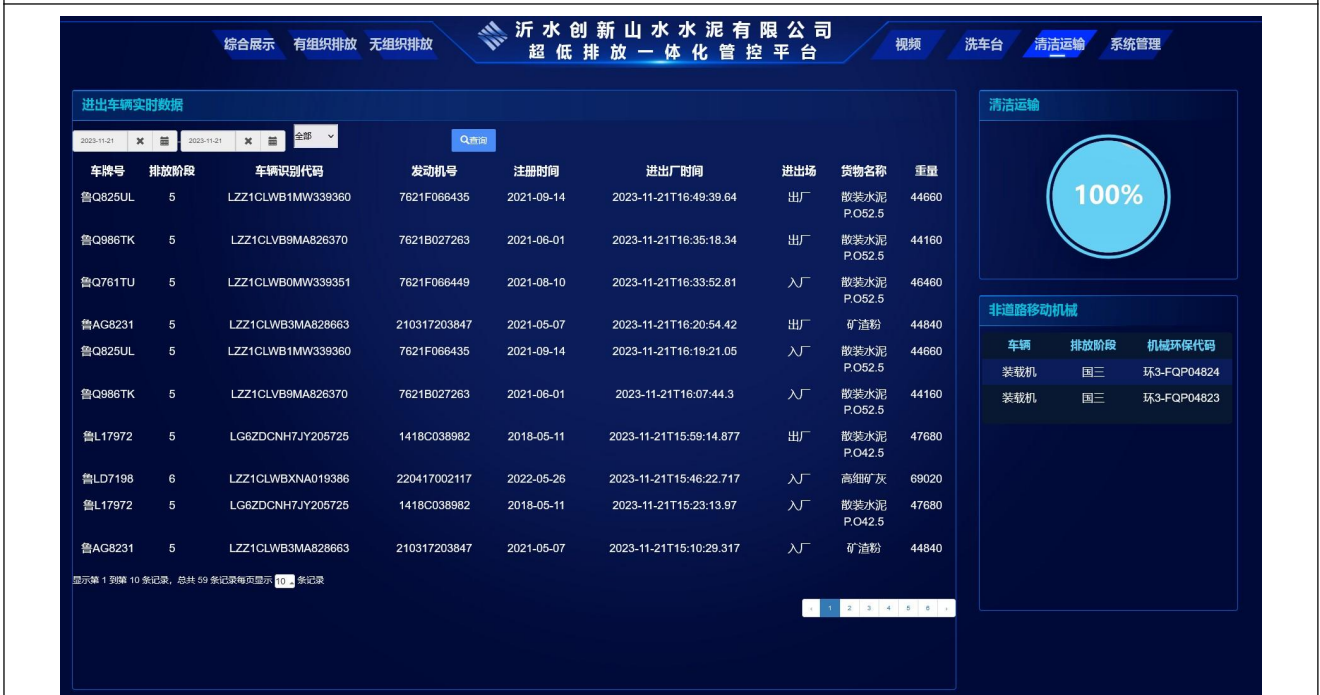 沂水创新山水水泥有限公司
超低排放一体化管控平台
综合展示 有组织排放 无组织排放 视频 洗车台 清洁运输 系统管理
进出车辆实时数据
2023-11-21 2023-11-21 全部 查询
车牌号 排放阶段 车辆识别代码 发动机号 注册时间 进出厂时间 进出场 货物名称 重量
鲁Q825UL 5 LZZ1CLWB1MW339360 7621F066435 2021-09-14 2023-11-21T16:49:39.64 出厂 散装水泥 44660
P.O52.5
鲁Q986TK 5 LZZ1CLVB9MA826370 7621B027263 2021-06-01 2023-11-21T16:35:18.34 出厂 散装水泥 44160
P.O52.5
鲁Q761TU 5 LZZ1CLWB0MW339351 7621F066449 2021-08-10 2023-11-21T16:33:52.81 入厂 散装水泥 46460
P.O52.5
鲁AG8231 5 LZZ1CLWB3MA828663 210317203847 2021-05-07 2023-11-21T16:20:54.42 出厂 矿渣粉 44840
鲁Q825UL 5 LZZ1CLWB1MW339360 7621F066435 2021-09-14 2023-11-21T16:19:21.05 入厂 散装水泥 44660
P.O52.5
鲁Q986TK 5 LZZ1CLVB9MA826370 7621B027263 2021-06-01 2023-11-21T16:07:44.3 入厂 散装水泥 44160
P.O52.5
鲁L17972 5 LG6ZDCNH7JY205725 1418C038982 2018-05-11 2023-11-21T15:59:14.877 出厂 散装水泥 47680
P.O42.5
鲁LD7198 6 LZZ1CLWBXNA019386 220417002117 2022-05-26 2023-11-21T15:46:22.717 入厂 高细矿灰 69020
鲁L17972 5 LG6ZDCNH7JY205725 1418C038982 2018-05-11 2023-11-21T15:23:13.97 入厂 散装水泥 47680
P.O42.5
鲁AG8231 5 LZZ1CLWB3MA828663 210317203847 2021-05-07 2023-11-21T15:10:29.317 入厂 矿渣粉 44840
显示第 1 到第 10 条记录，总共 59 条记录每页显示 10 条记录
‹ 1 2 3 4 5 6 ›
清洁运输
100%
非道路移动机械
车辆 排放阶段 机械环保代码
装载机 国三 环3-FQP04824
装载机 国三 环3-FQP04823